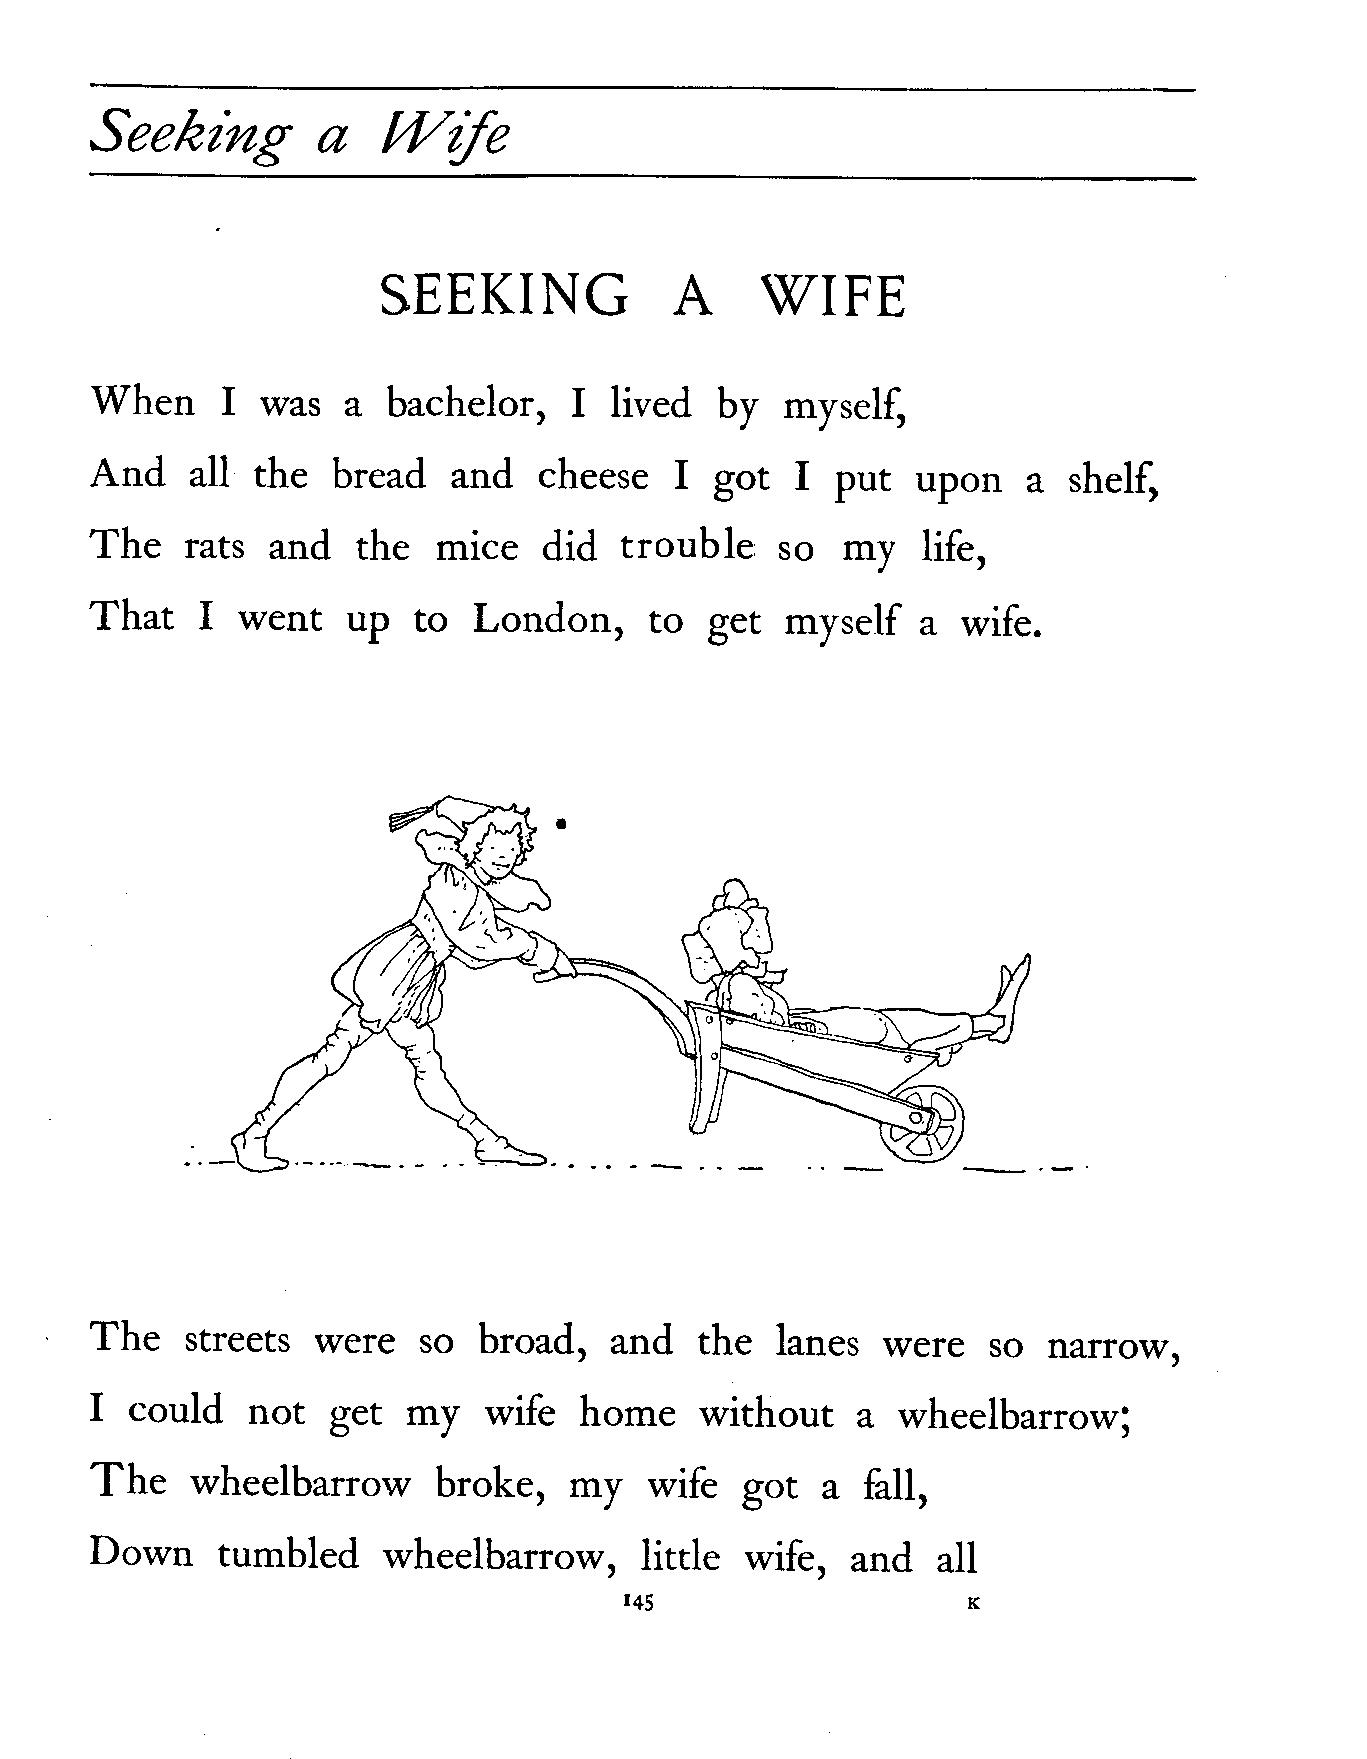 Seeking a Wife
SEEKING A WIFE
When I was a bachelor, I lived by myself,
And all the bread and cheese I got I put upon a shelf,
The rats and the mice did trouble so my life,
That I went up to London, to get myself a wife.
The streets were so broad, and the lanes were so narrow,
I could not get my wife home without a wheelbarrow;
The wheelbarrow broke, my wife got a fall,
Down tumbled wheelbarrow, little wife, and all
145 K